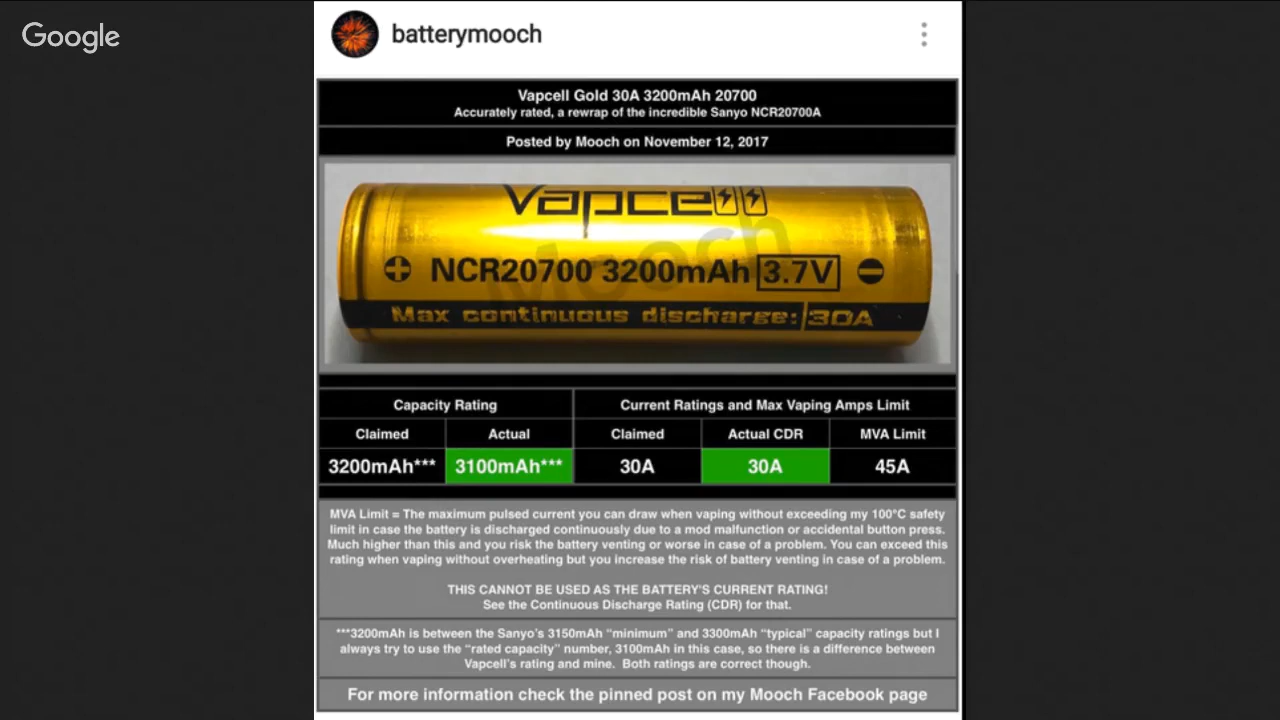 Google
batterymooch
Vapcell Gold 30A 3200mAh 20700
Accurately rated, a rewrap of the incredible Sanyo NCR20700A
Posted by Mooch on November 12, 2017
Vapcell
Mooch
NCR20700 3200mAh 3.7V
Max continuous discharge: 30A
Capacity Rating
Current Ratings and Max Vaping Amps Limit
Claimed
Actual
Claimed
Actual CDR
MVA Limit
3200mAh***
3100mAh***
30A
30A
45A
MVA Limit = The maximum pulsed current you can draw when vaping without exceeding my 100°C safety
limit in case the battery is discharged continuously due to a mod malfunction or accidental button press.
Much higher than this and you risk the battery venting or worse in case of a problem. You can exceed this
rating when vaping without overheating but you increase the risk of battery venting in case of a problem.
THIS CANNOT BE USED AS THE BATTERY'S CURRENT RATING!
See the Continuous Discharge Rating (CDR) for that.
***3200mAh is between the Sanyo's 3150mAh “minimum” and 3300mAh “typical” capacity ratings but I
always try to use the “rated capacity” number, 3100mAh in this case, so there is a difference between
Vapcell's rating and mine. Both ratings are correct though.
For more information check the pinned post on my Mooch Facebook page